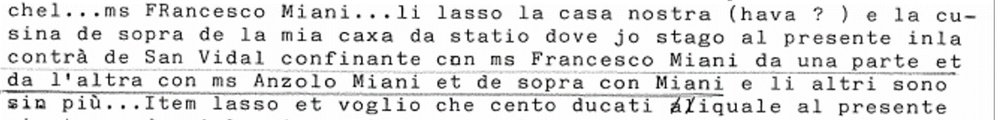 chel...ms FRancesco Miani...li lasso la casa nostra (hava ? ) e la cu-
sina de sopra de la mia caxa da statio dove jo stago al presente inla
contrà de San Vidal confinante con ms Francesco Miani da una parte et
da l'altra con ms Anzolo Miani et de sopra con Miani e li altri sono
sin più...Item lasso et voglio che cento ducati iquale al presente